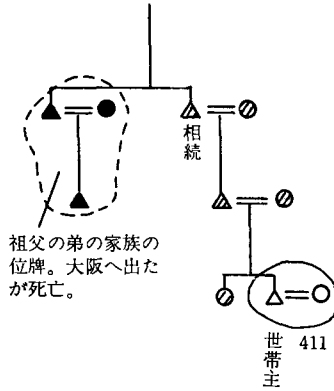 相続
祖父の弟の家族の
位牌。大阪へ出た
が死亡。
世帯主
411